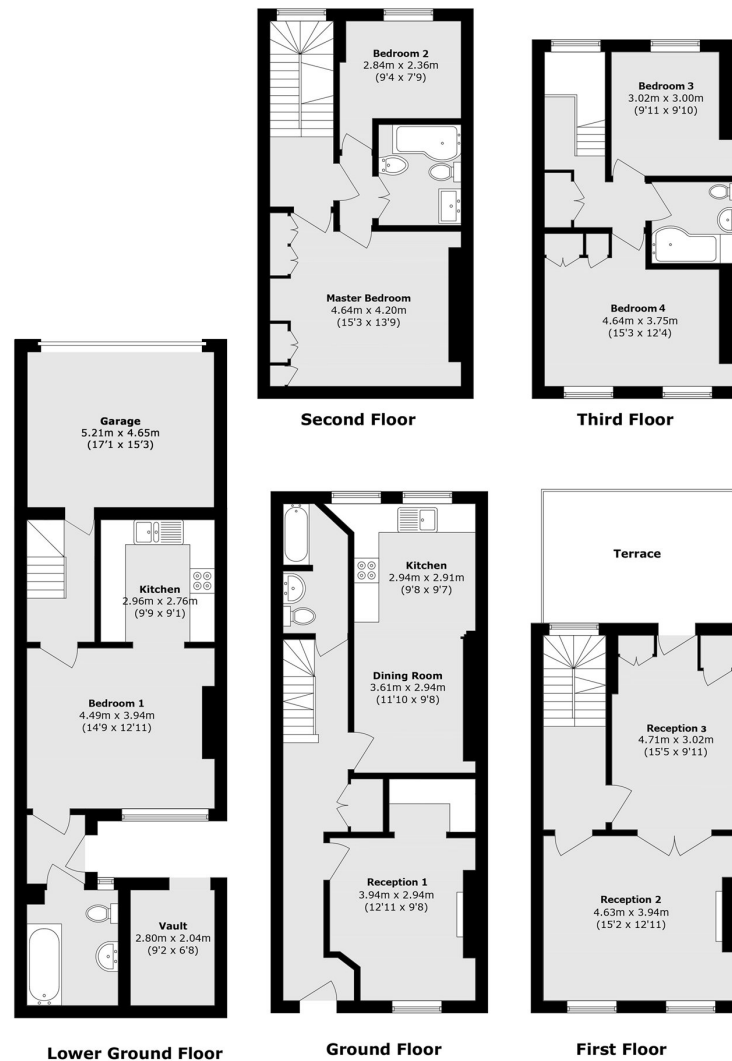 Bedroom 2
2.84m x 2.36m
(9'4 x 7'9)
Master Bedroom
4.64m x 4.20m
(15'3 x 13'9)
Second Floor
Bedroom 3
3.02m x 3.00m
(9'11 x 9'10)
Bedroom 4
4.64m x 3.75m
(15'3 x 12'4)
Third Floor
Garage
5.21m x 4.65m
(17'1 x 15'3)
Kitchen
2.96m x 2.76m
(9'9 x 9'1)
Bedroom 1
4.49m x 3.94m
(14'9 x 12'11)
Vault
2.80m x 2.04m
(9'2 x 6'8)
Lower Ground Floor
Kitchen
2.94m x 2.91m
(9'8 x 9'7)
Dining Room
3.61m x 2.94m
(11'10 x 9'8)
Reception 1
3.94m x 2.94m
(12'11 x 9'8)
Ground Floor
Terrace
Reception 3
4.71m x 3.02m
(15'5 x 9'11)
Reception 2
4.63m x 3.94m
(15'2 x 12'11)
First Floor